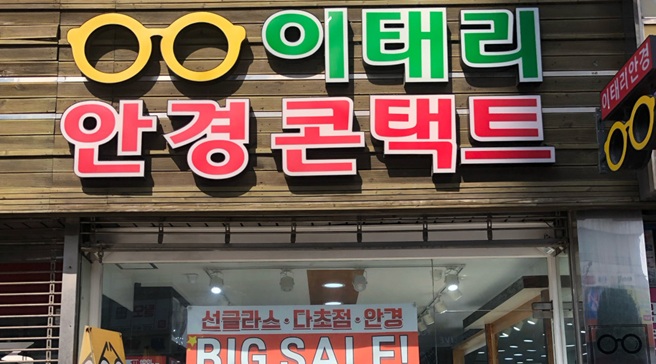 이태리
안경 콘택트
이태리안경
선글라스·다초점·안경
BIG SALE!